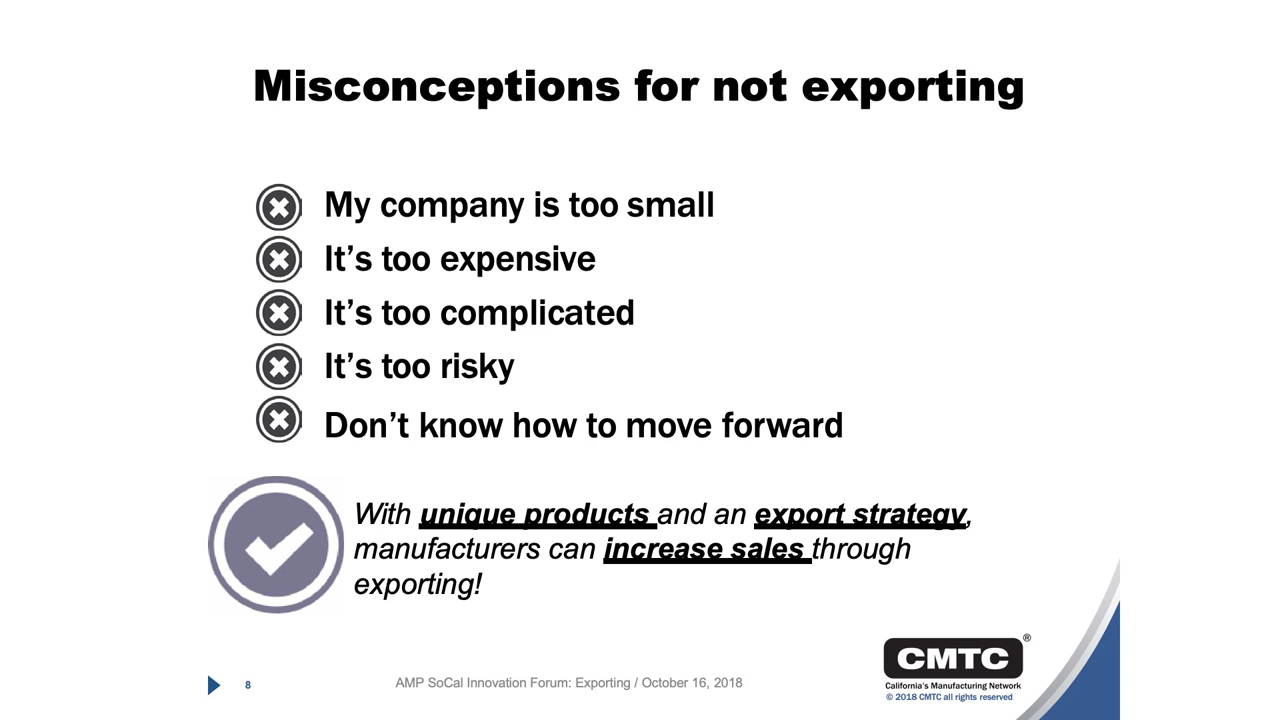 Misconceptions for not exporting
My company is too small
It’s too expensive
It’s too complicated
It’s too risky
Don’t know how to move forward
With unique products and an export strategy,
manufacturers can increase sales through
exporting!
CMTC®
California’s Manufacturing Network
© 2018 CMTC all rights reserved
8
AMP SoCal Innovation Forum: Exporting / October 16, 2018